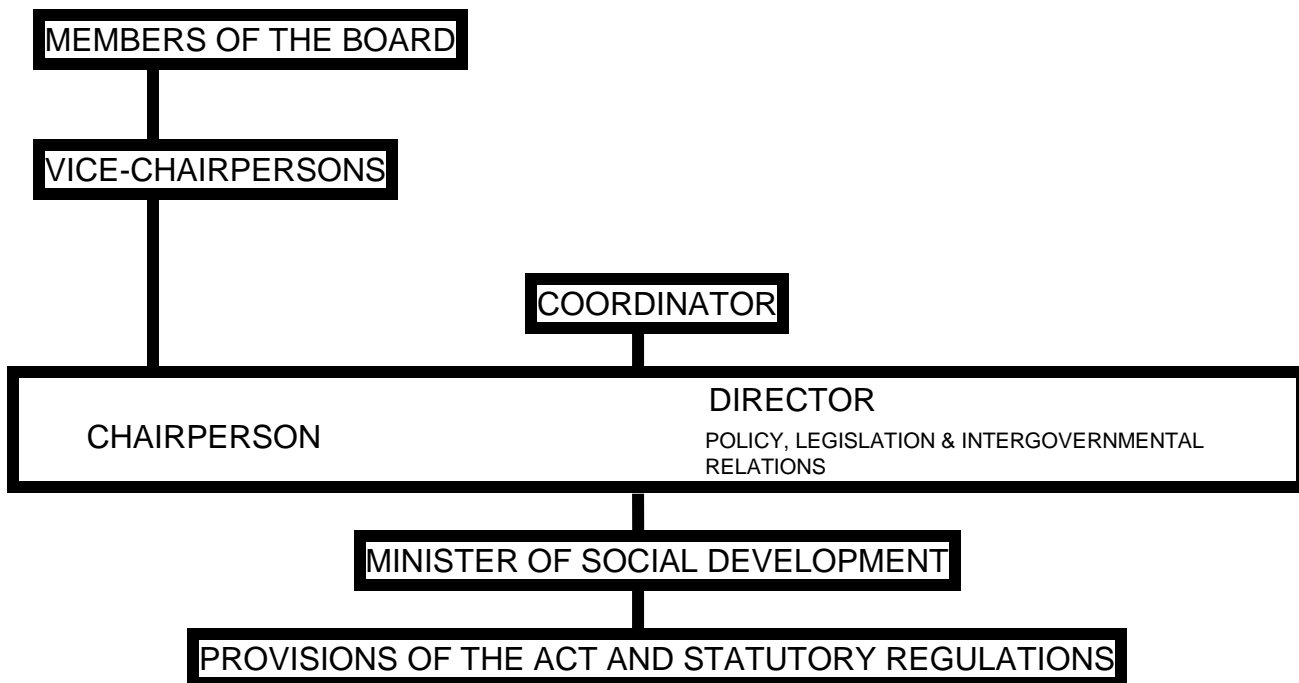 MEMBERS OF THE BOARD
VICE-CHAIRPERSONS
COORDINATOR
CHAIRPERSON
DIRECTOR
POLICY, LEGISLATION & INTERGOVERNMENTAL
RELATIONS
MINISTER OF SOCIAL DEVELOPMENT
PROVISIONS OF THE ACT AND STATUTORY REGULATIONS